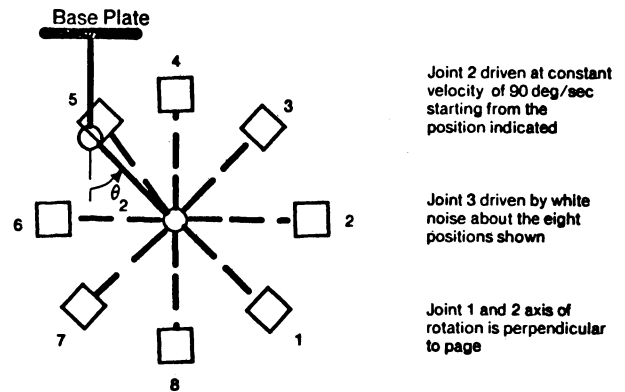 Base Plate
4
5
3
θ2
6
2
7
1
8
Joint 2 driven at constant
velocity of 90 deg/sec
starting from the
position indicated
Joint 3 driven by white
noise about the eight
positions shown
Joint 1 and 2 axis of
rotation is perpendicular
to page